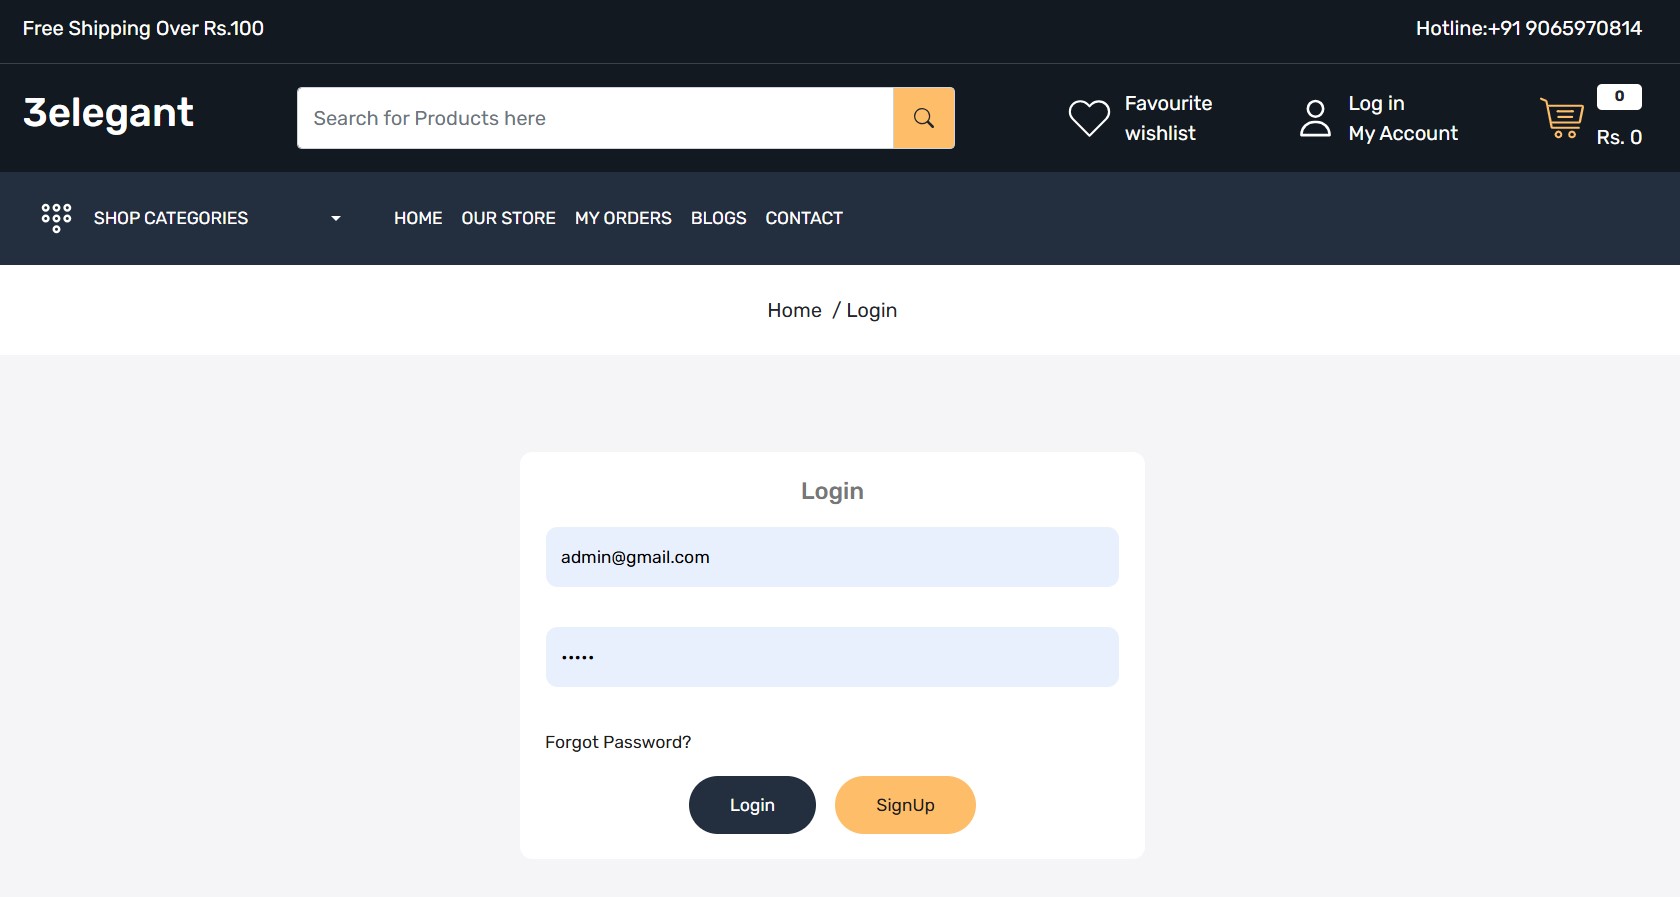 Free Shipping Over Rs.100
Hotline:+91 9065970814
3elegant
Search for Products here
Favourite
wishlist
Log in
My Account
0
Rs. 0
SHOP CATEGORIES
HOME OUR STORE MY ORDERS BLOGS CONTACT
Home / Login
Login
admin@gmail.com
•••••
Forgot Password?
Login
SignUp